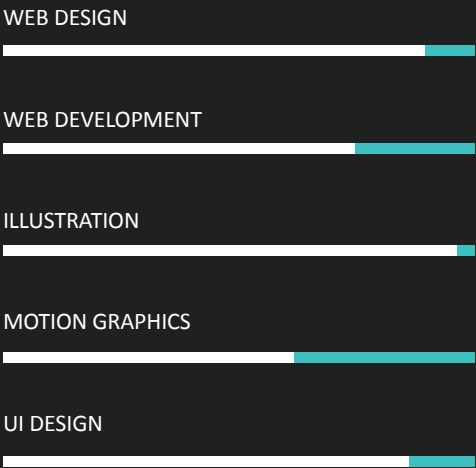 WEB DESIGN
WEB DEVELOPMENT
ILLUSTRATION
MOTION GRAPHICS
UI DESIGN